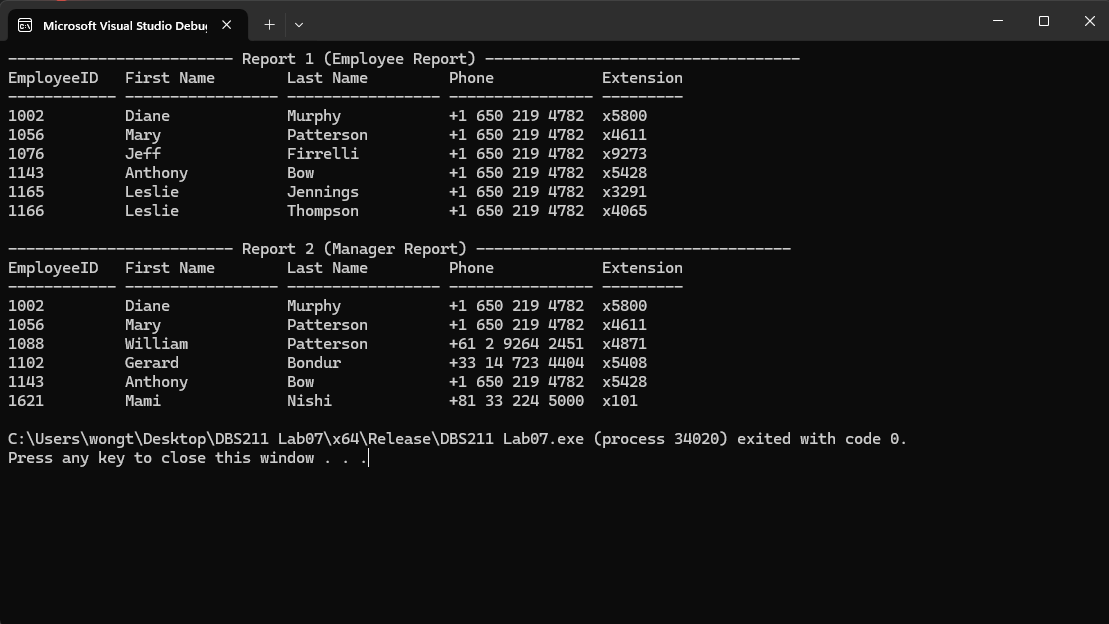 Microsoft Visual Studio Debug
------------------------- Report 1 (Employee Report) -----------------------------------
EmployeeID   First Name        Last Name         Phone            Extension
------------ ----------------- ----------------- ---------------- ---------
1002         Diane             Murphy            +1 650 219 4782  x5800
1056         Mary              Patterson         +1 650 219 4782  x4611
1076         Jeff              Firrelli          +1 650 219 4782  x9273
1143         Anthony           Bow               +1 650 219 4782  x5428
1165         Leslie            Jennings          +1 650 219 4782  x3291
1166         Leslie            Thompson          +1 650 219 4782  x4065
------------------------- Report 2 (Manager Report) -----------------------------------
EmployeeID   First Name        Last Name         Phone            Extension
------------ ----------------- ----------------- ---------------- ---------
1002         Diane             Murphy            +1 650 219 4782  x5800
1056         Mary              Patterson         +1 650 219 4782  x4611
1088         William           Patterson         +61 2 9264 2451  x4871
1102         Gerard            Bondur            +33 14 723 4404  x5408
1143         Anthony           Bow               +1 650 219 4782  x5428
1621         Mami              Nishi             +81 33 224 5000  x101
C:\Users\wongt\Desktop\DBS211 Lab07\x64\Release\DBS211 Lab07.exe (process 34020) exited with code 0.
Press any key to close this window . . .